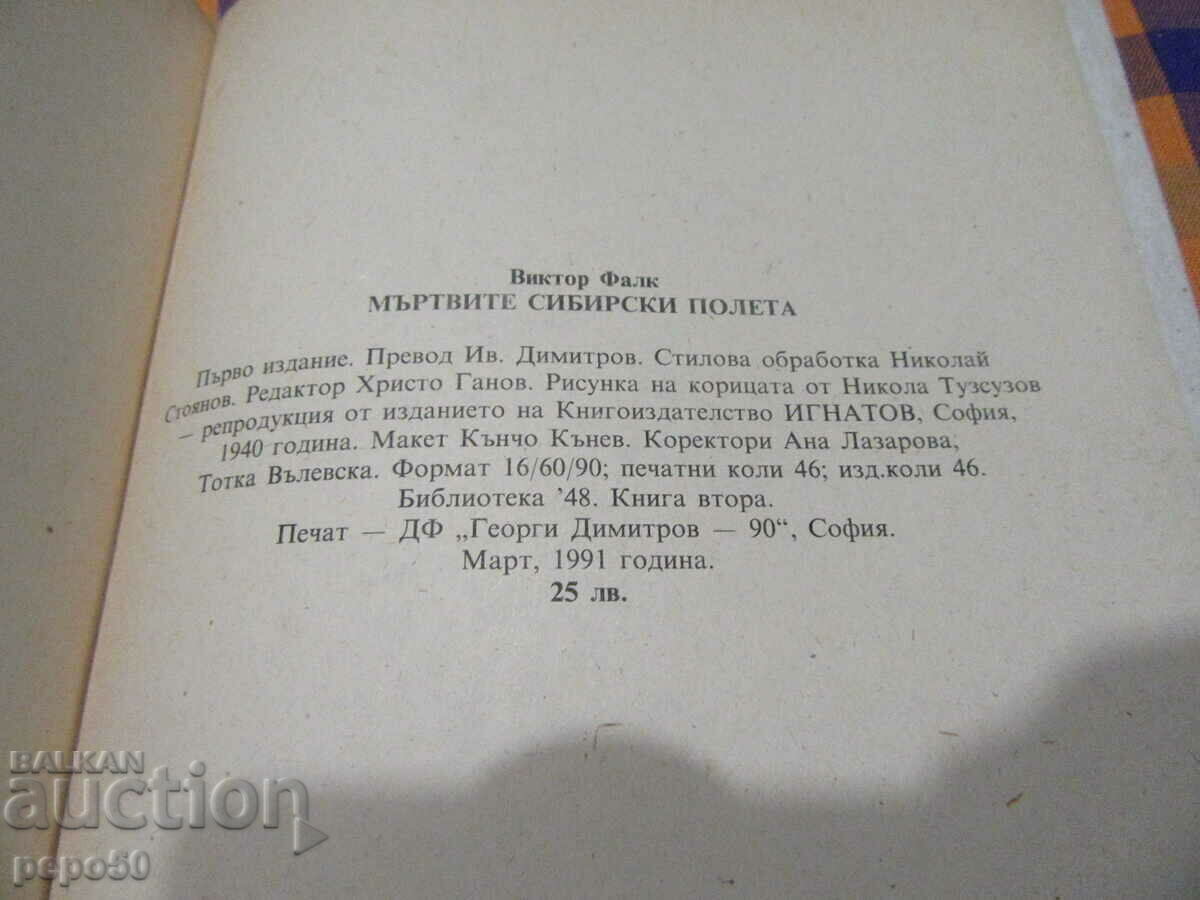 Виктор Фалк
МЪРТВИТЕ СИБИРСКИ ПОЛЕТА
Първо издание. Превод Ив. Димитров. Стилова обработка Николай
Стоянов. Редактор Христо Ганов. Рисунка на корицата от Никола Тузсузов
— репродукция от изданието на Книгоиздателство ИГНАТОВ, София,
1940 година. Макет Кънчо Кънев. Коректори Ана Лазарова,
Тотка Вълевска. Формат 16/60/90; печатни коли 46; изд.коли 46.
Библиотека '48. Книга втора.
Печат — ДФ „Георги Димитров — 90“, София.
Март, 1991 година.
25 лв.
BALKAN
auction
pepo50